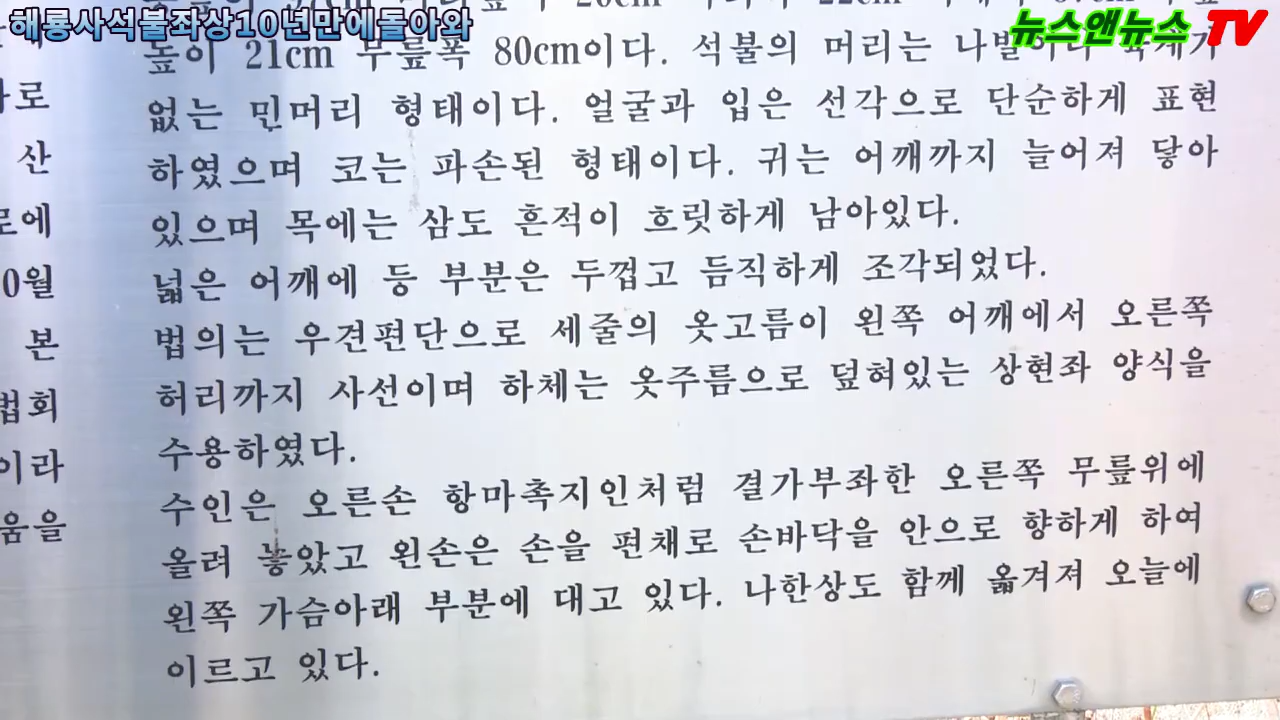 해룡사석불좌상10년만에돌아와
뉴스앤뉴스 TV
높이 21cm 무릎폭 80cm이다. 석불의 머리는
없는 민머리 형태이다. 얼굴과 입은 선각으로 단순하게 표현
하였으며 코는 파손된 형태이다. 귀는 어깨까지 늘어져 닿아
있으며 목에는 삼도 흔적이 흐릿하게 남아있다.
넓은 어깨에 등 부분은 두껍고 듬직하게 조각되었다.
법의는 우견편단으로 세줄의 옷고름이 왼쪽 어깨에서 오른쪽
허리까지 사선이며 하체는 옷주름으로 덮혀있는 상현좌 양식을
수용하였다.
수인은 오른손 항마촉지인처럼 결가부좌한 오른쪽 무릎위에
올려 놓았고 왼손은 손을 편채로 손바닥을 안으로 향하게 하여
왼쪽 가슴아래 부분에 대고 있다. 나한상도 함께 옯겨져 오늘에
이르고 있다.
산
로에
0월
본
법회
이라
움을